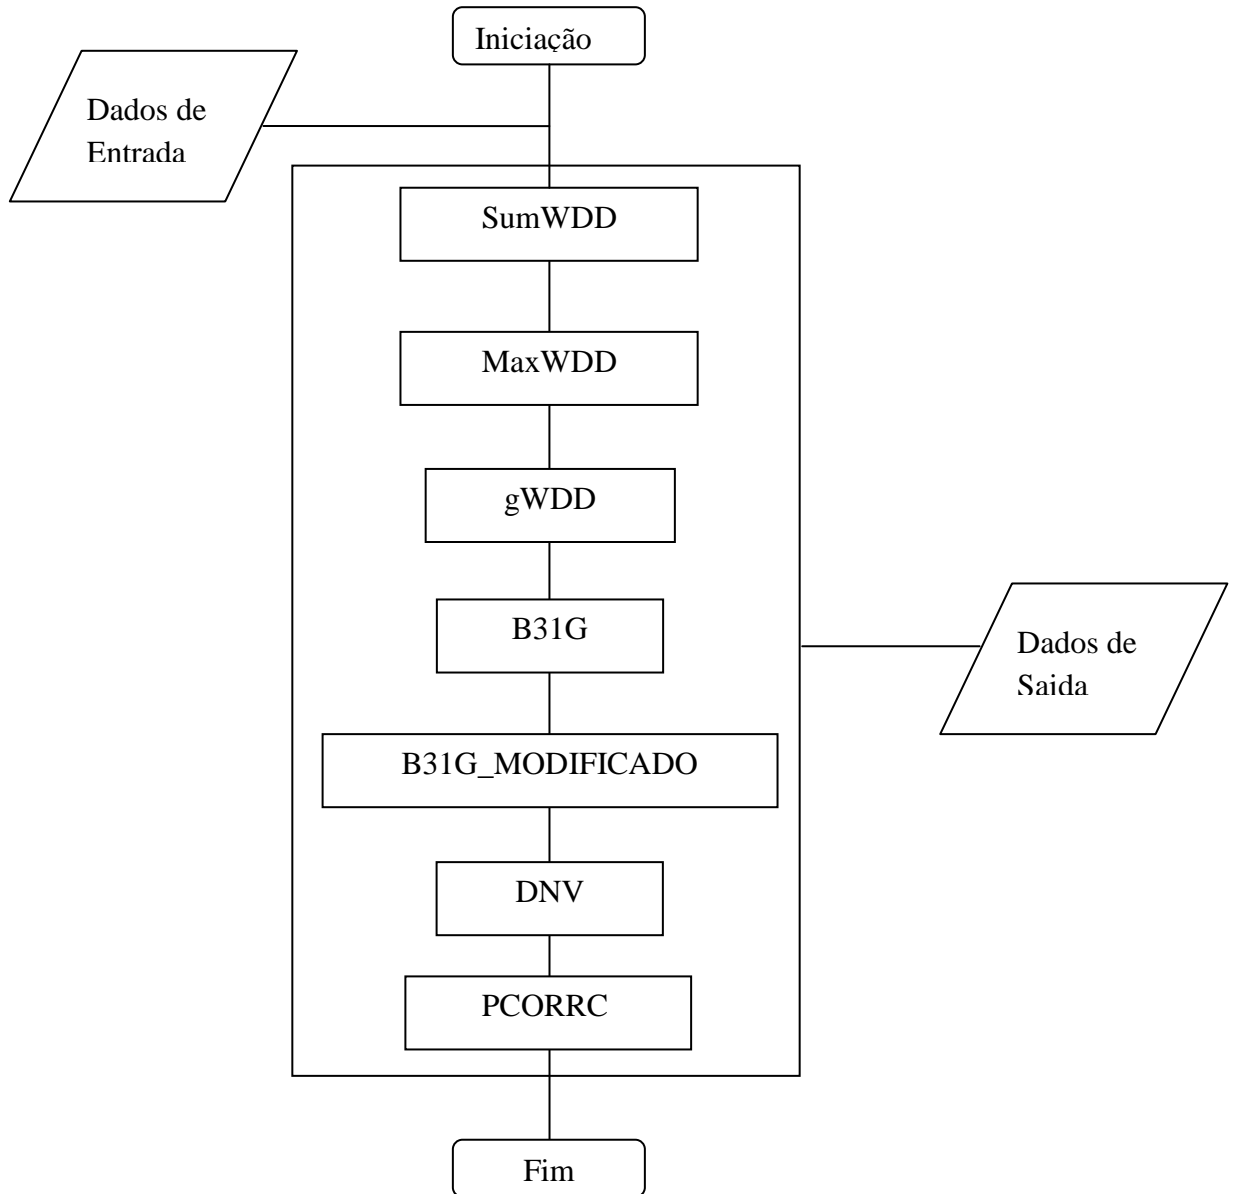 Iniciação
Dados de
Entrada
SumWDD
MaxWDD
gWDD
B31G
Dados de
Saida
B31G_MODIFICADO
DNV
PCORRC
Fim